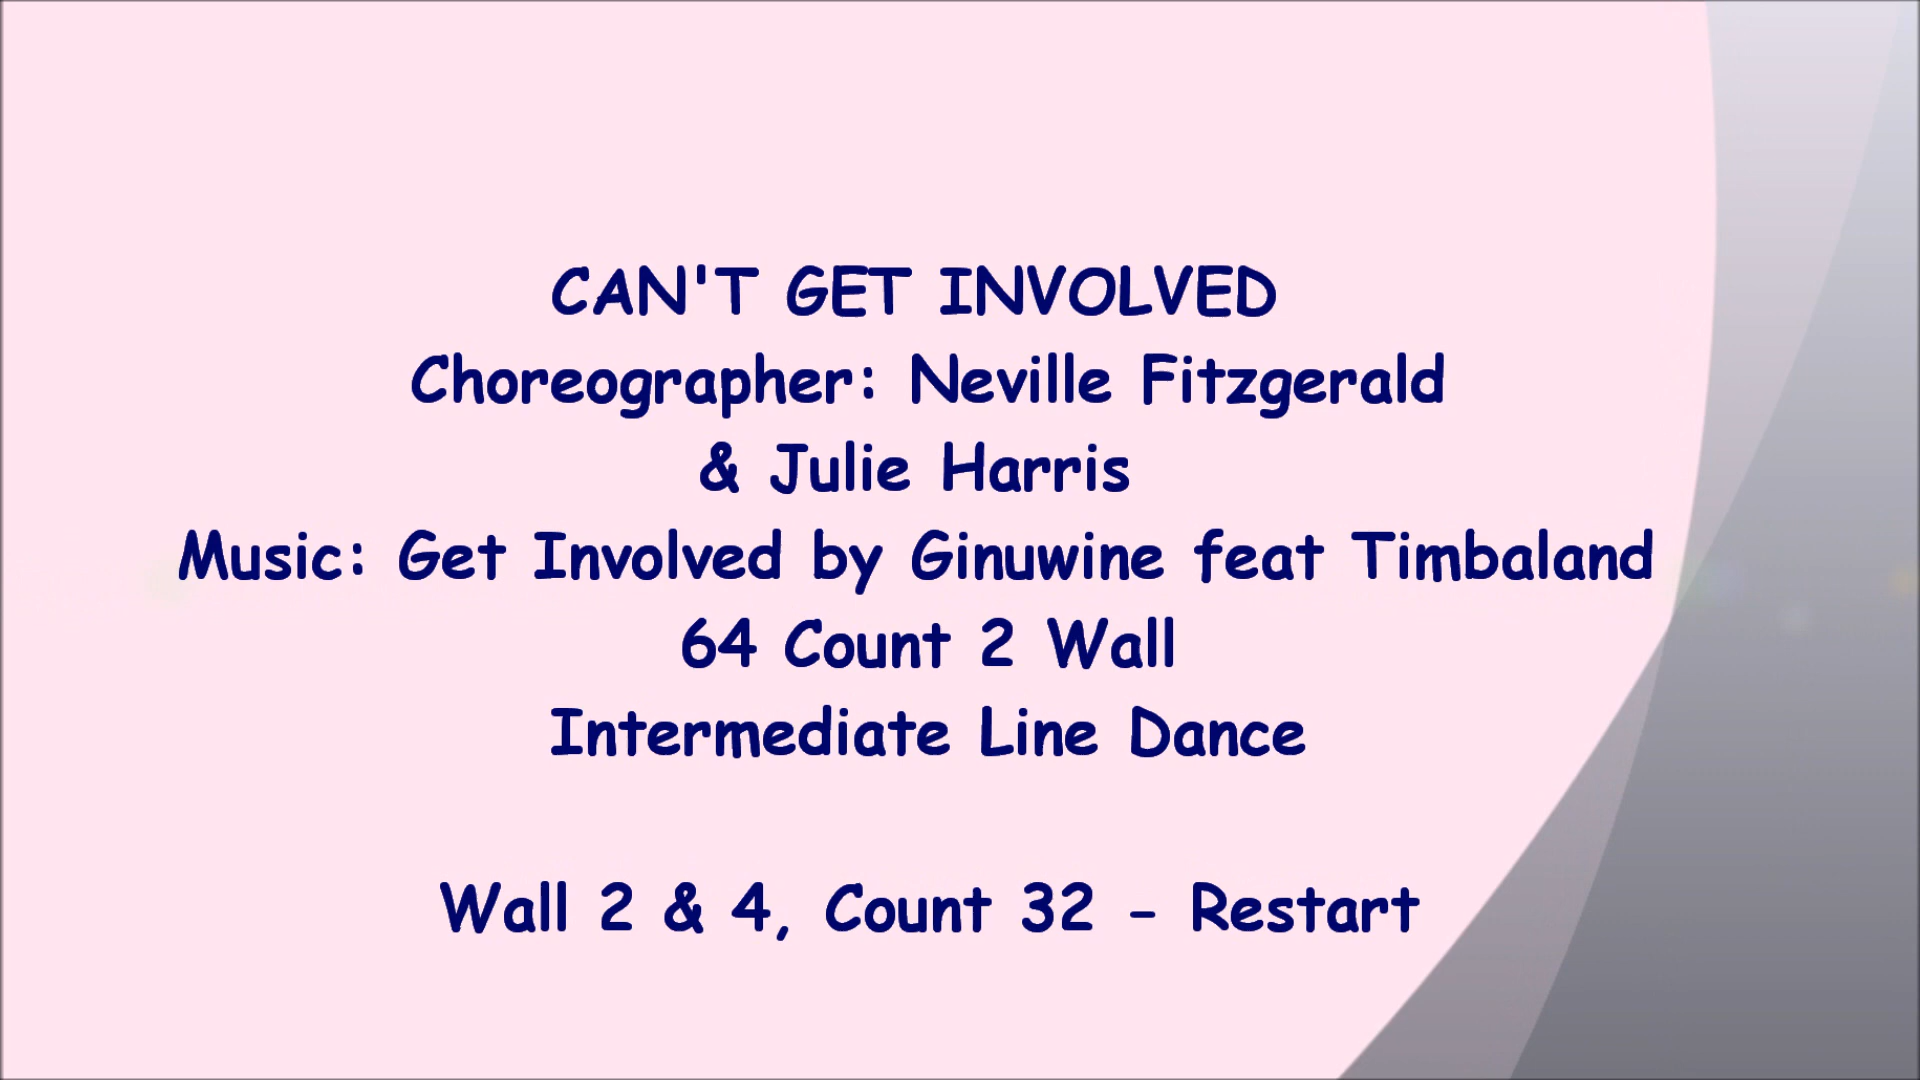 CAN'T GET INVOLVED
Choreographer: Neville Fitzgerald
& Julie Harris
Music: Get Involved by Ginuwine feat Timbaland
64 Count 2 Wall
Intermediate Line Dance
Wall 2 & 4, Count 32 - Restart